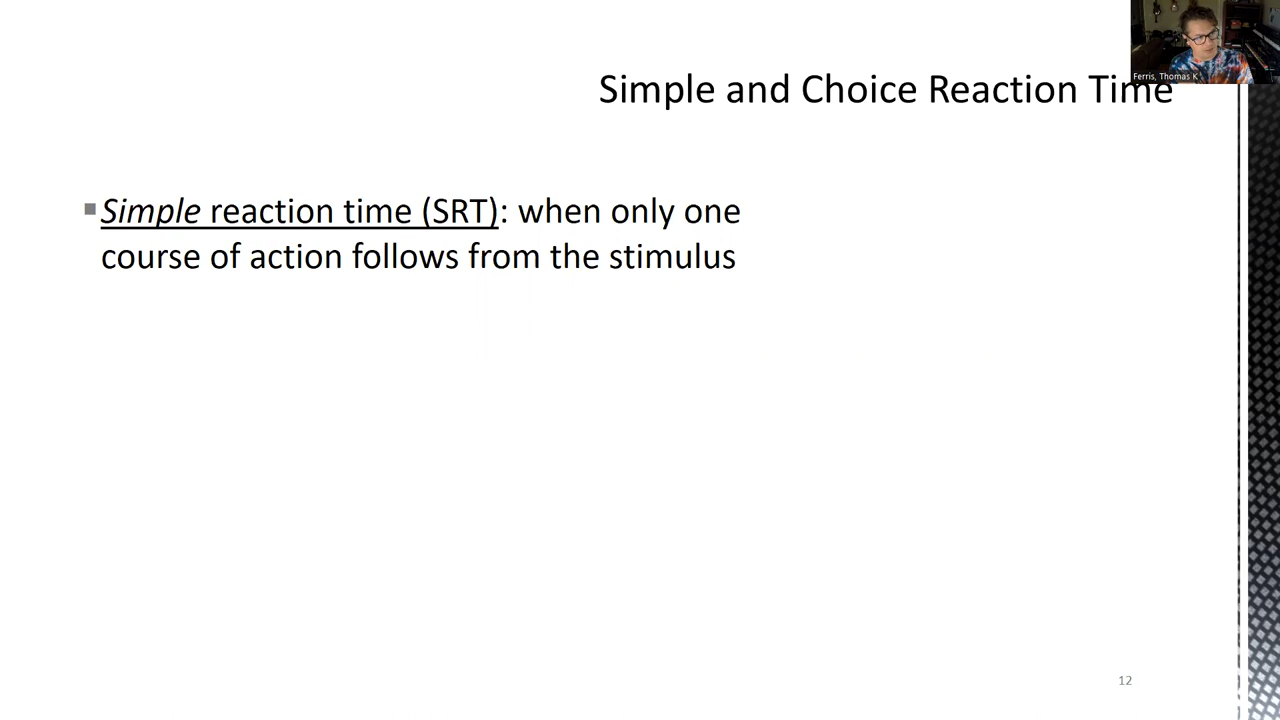 Ferris, Thomas K
Simple and Choice Reaction Time
Simple reaction time (SRT): when only one
course of action follows from the stimulus
12